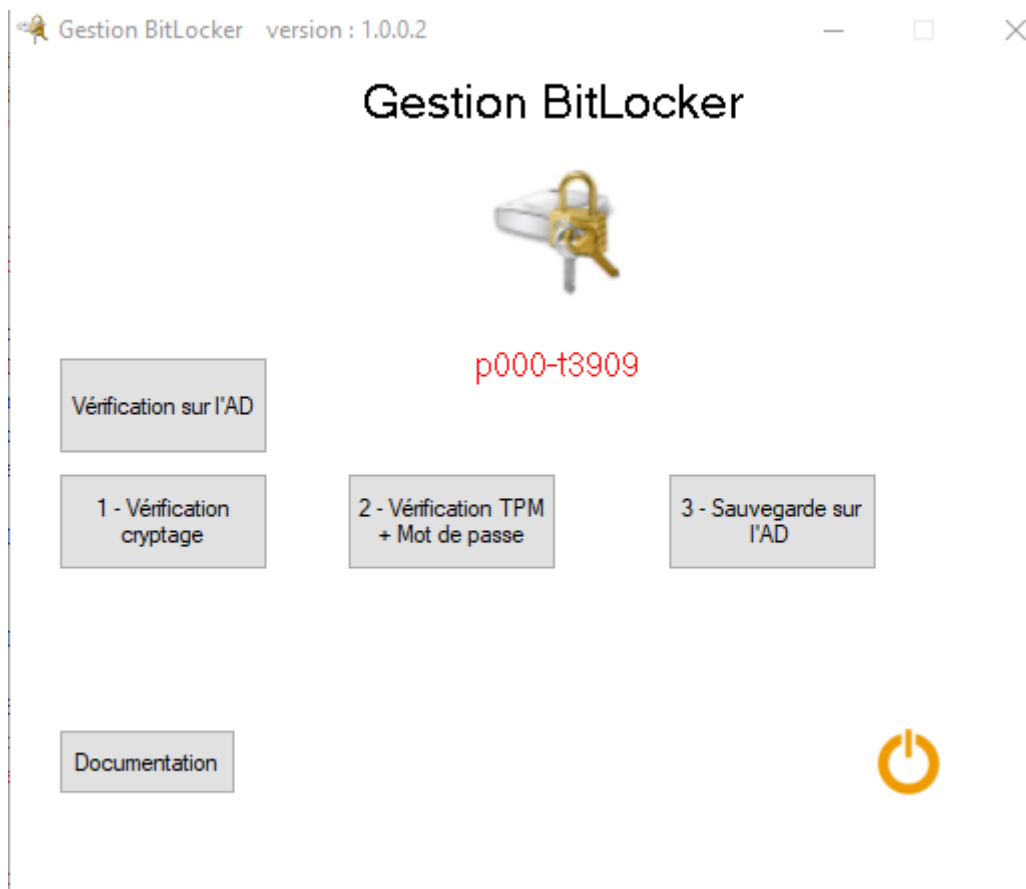 Gestion BitLocker version : 1.0.0.2
Gestion BitLocker
p000-t3909
Vérification sur l'AD
1 - Vérification
cryptage
2 - Vérification TPM
+ Mot de passe
3 - Sauvegarde sur
l'AD
Documentation